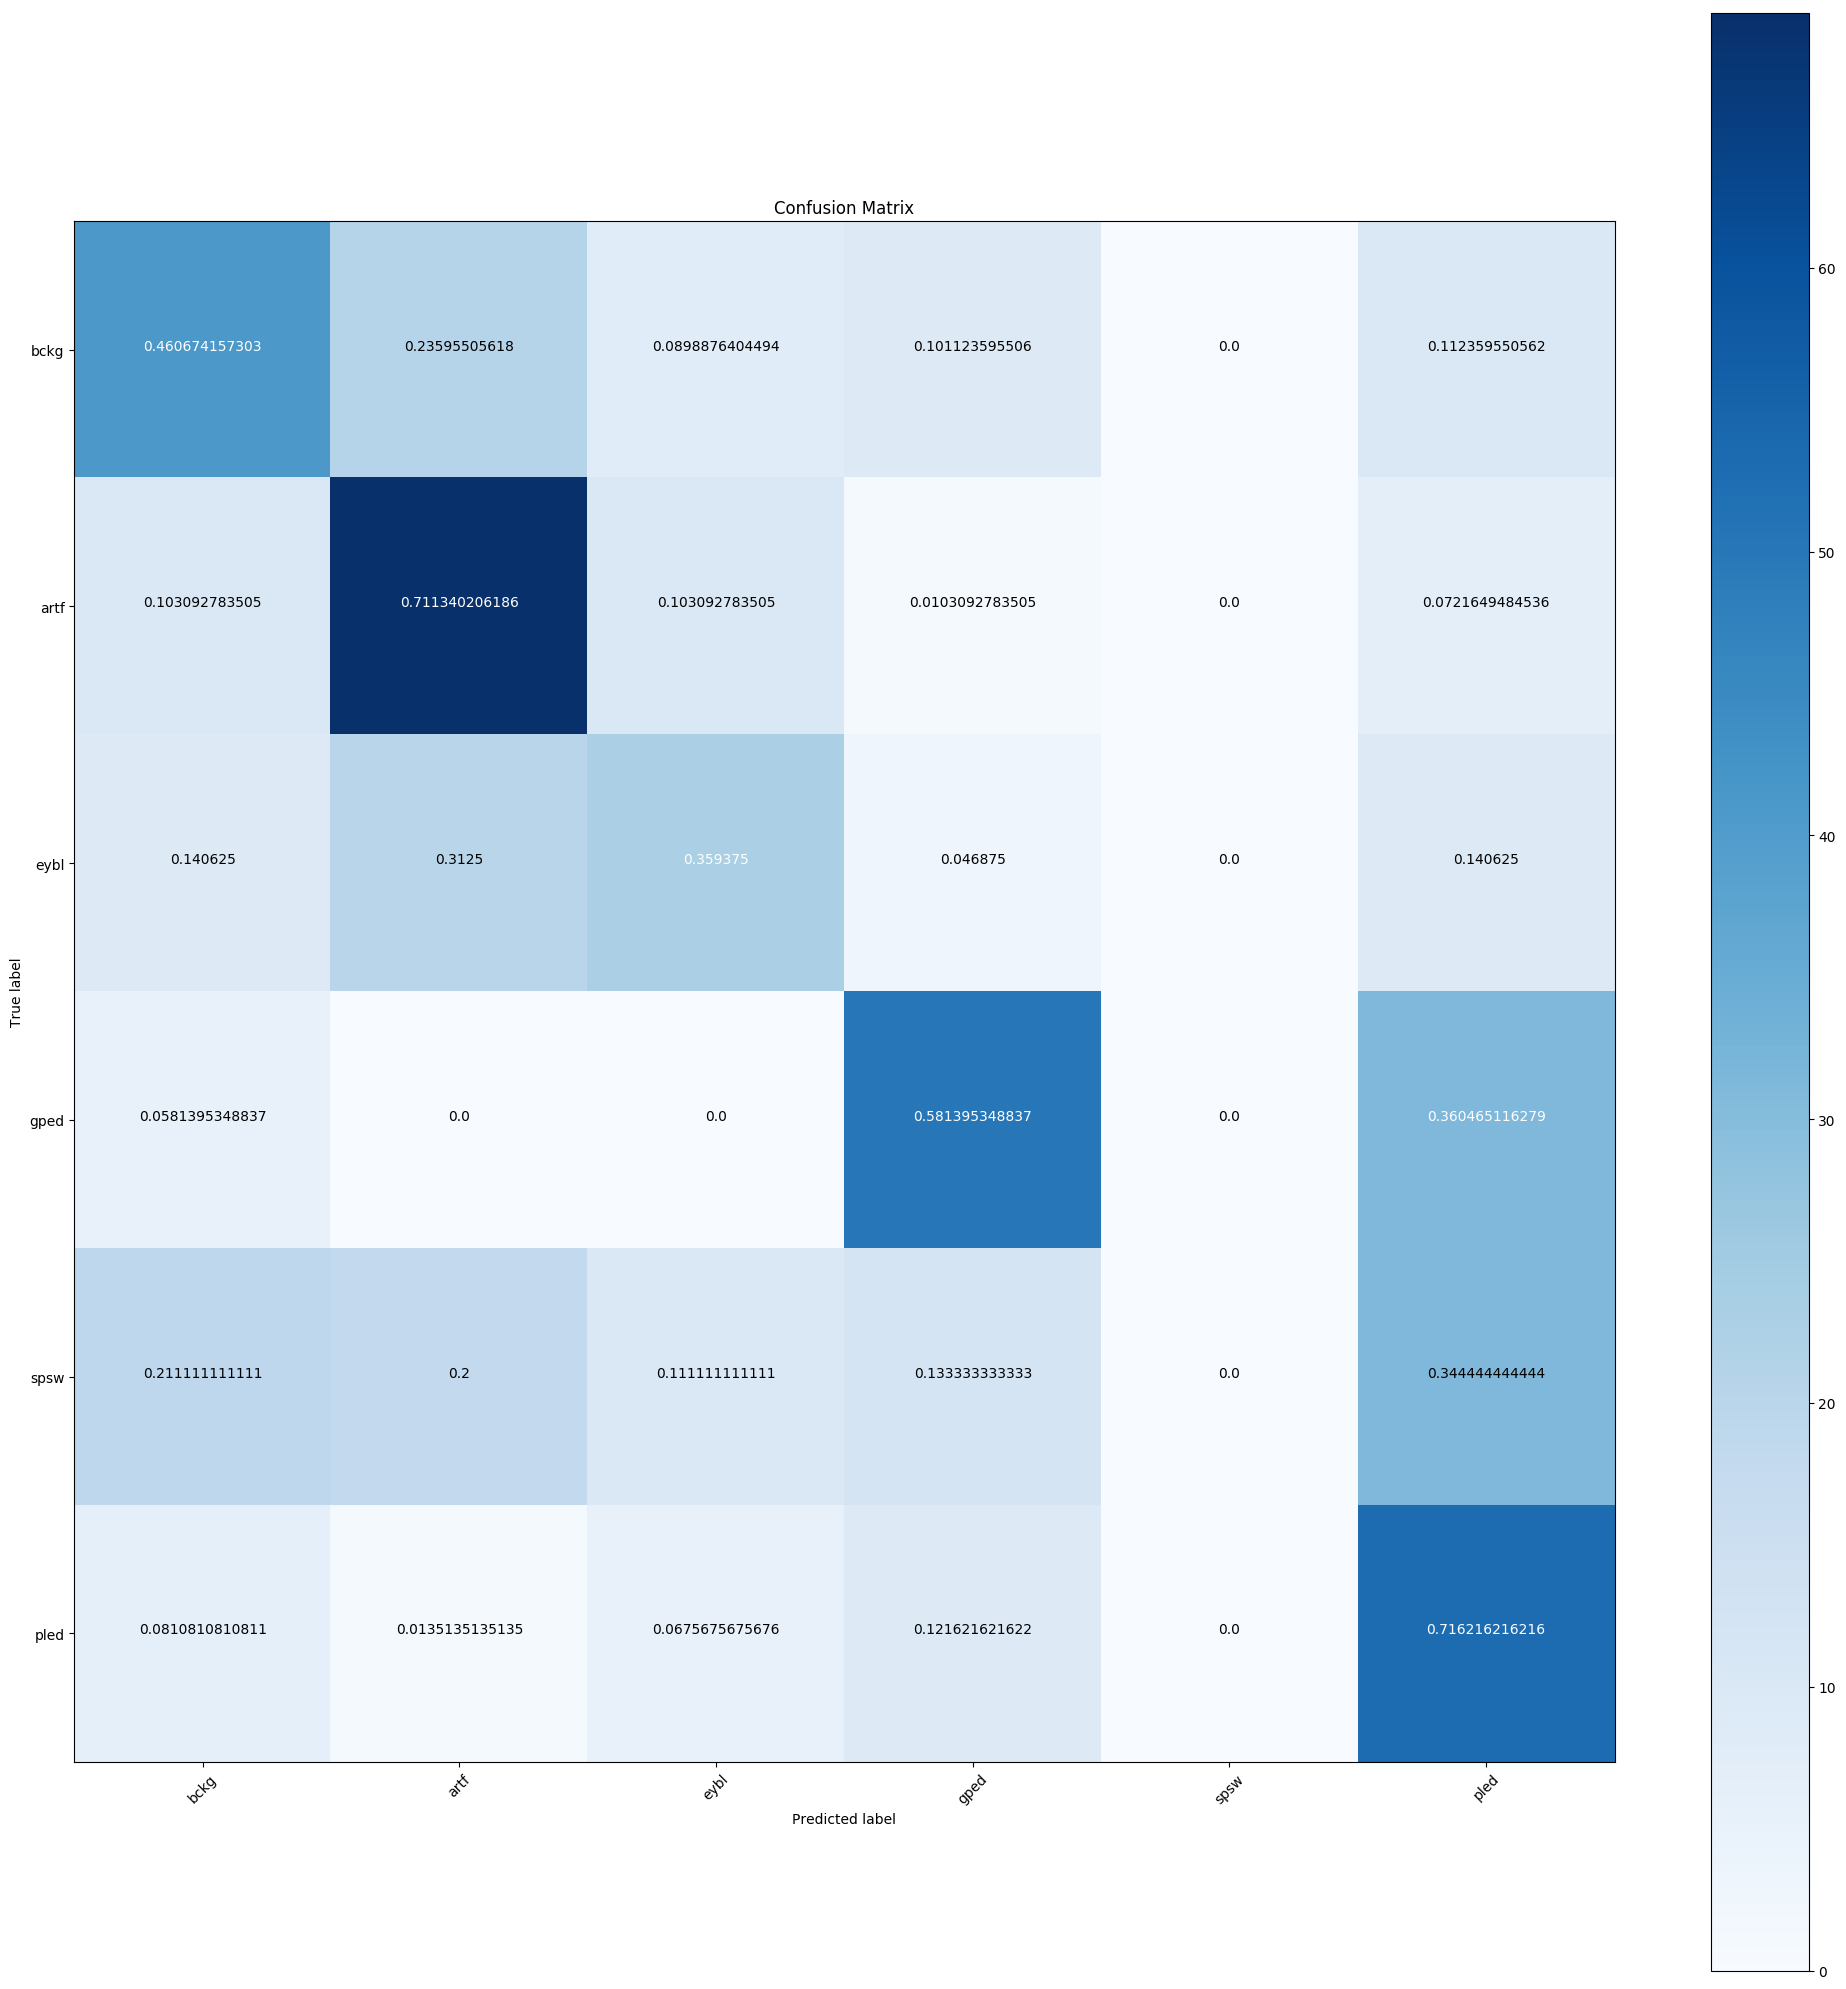 Confusion Matrix
bckg 0.460674157303 0.23595505618 0.0898876404494 0.101123595506 0.0 0.112359550562
artf 0.103092783505 0.711340206186 0.103092783505 0.0103092783505 0.0 0.0721649484536
eybl 0.140625 0.3125 0.359375 0.046875 0.0 0.140625
gped 0.0581395348837 0.0 0.0 0.581395348837 0.0 0.360465116279
spsw 0.211111111111 0.2 0.111111111111 0.133333333333 0.0 0.344444444444
pled 0.0810810810811 0.0135135135135 0.0675675675676 0.121621621622 0.0 0.716216216216
True label
bckg artf eybl gped spsw pled
Predicted label
60
50
40
30
20
10
0